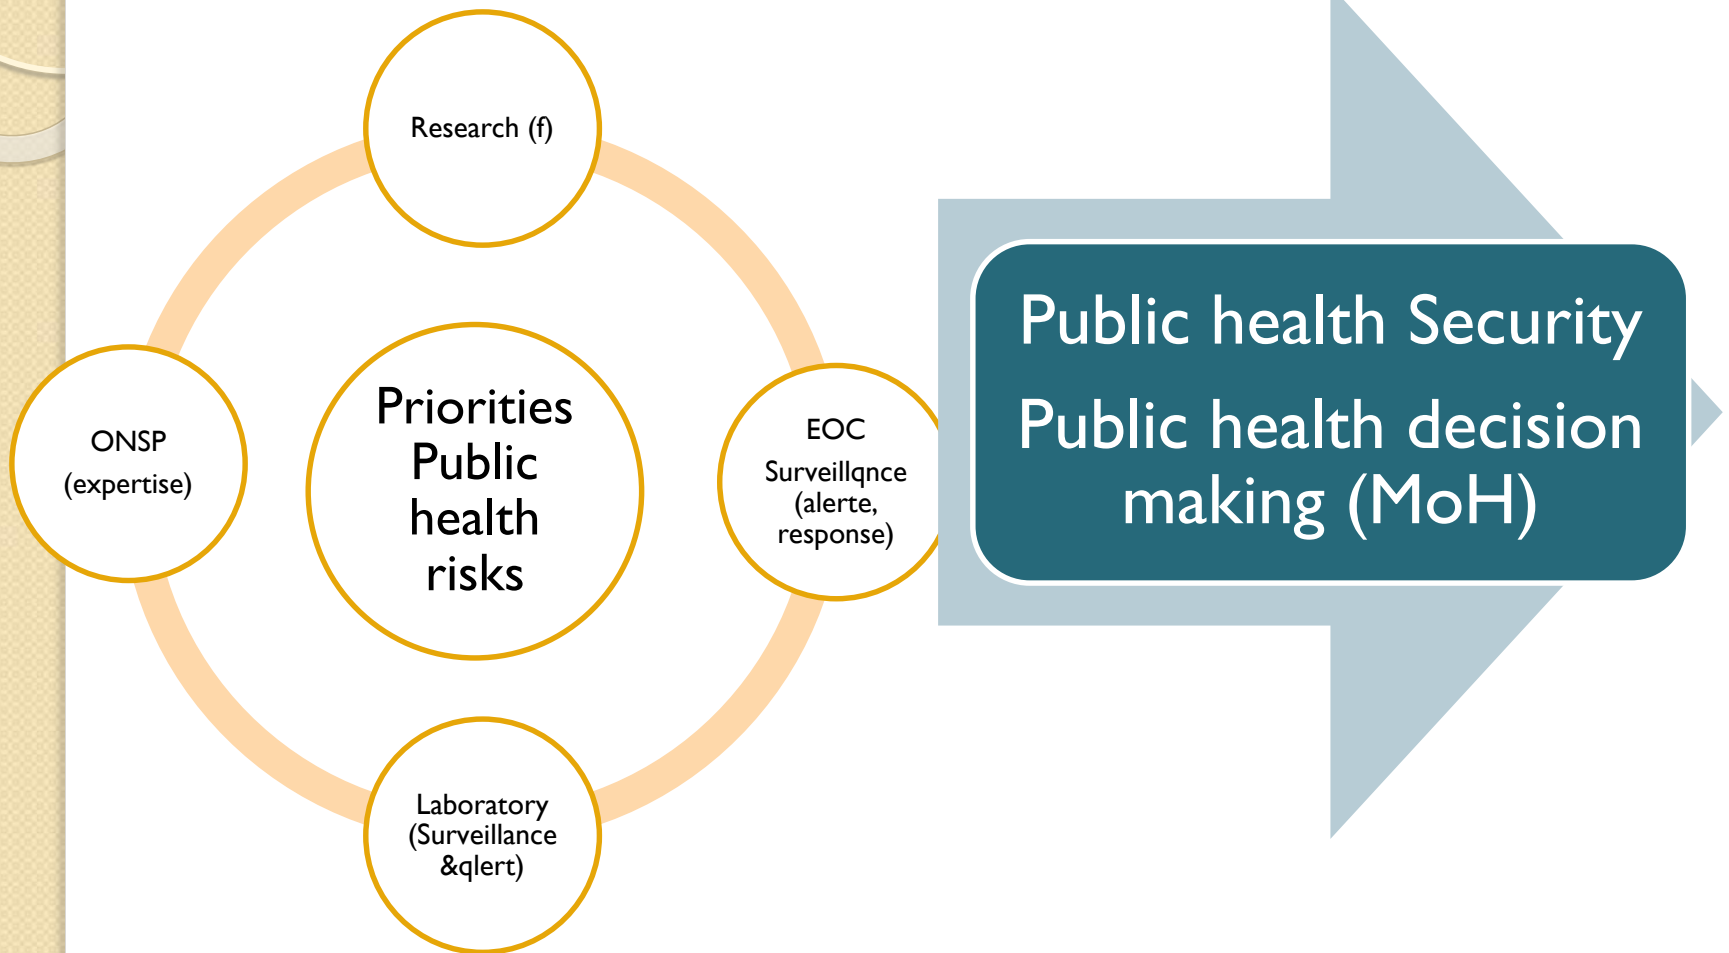 Research (f)
ONSP
(expertise)
Priorities
Public
health
risks
EOC
Surveillqnce
(alerte,
response)
Laboratory
(Surveillance
&qlert)
Public health Security
Public health decision
making (MoH)